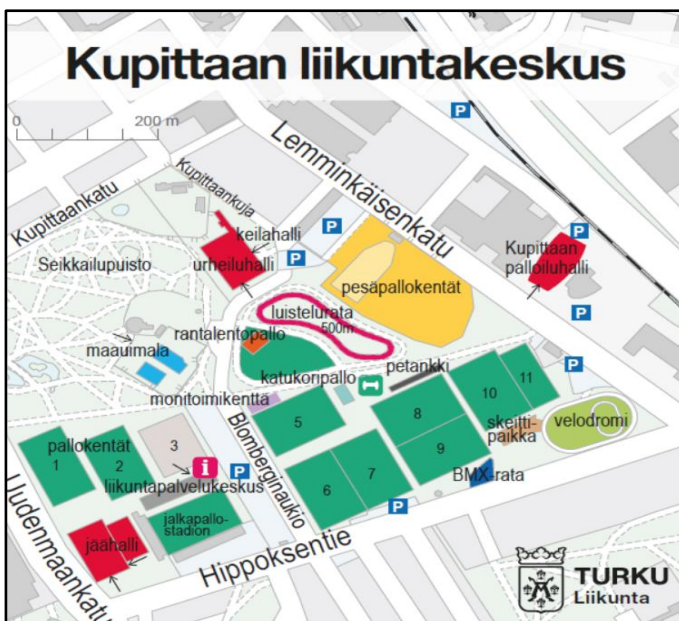 Kupittaan liikuntakeskus
0
200 m
P
Lemminkäisenkatu
Kupittaankatu
Kupittaankuja
keilahalli
urheiluhalli
P
P
P
Kupittaan
palloiluhalli
Seikkailupuisto
pesäpallokentät
luistelurata
500m
P
rantalentopallo
maauimala
katukoripallo
petankki
P
monitoimikenttä
10
11
5
8
skeitti-
paikka
velodromi
pallokentät
1
2
3
i
P
Blombergiaukio
6
7
9
BMX-rata
liikuntapalvelukeskus
P
Uudenmaankatu
jalkapallo-
stadion
jäähalli
Hippoksentie
TURKU
Liikunta